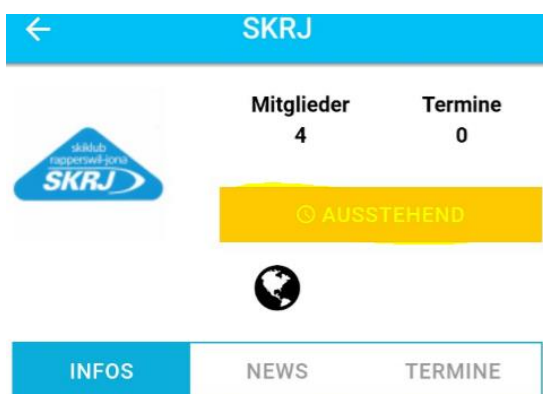 SKRJ
Mitglieder
4
Termine
0
skiklub
rapperswil-jona
SKRJ
AUSSTEHEND
INFOS
NEWS
TERMINE